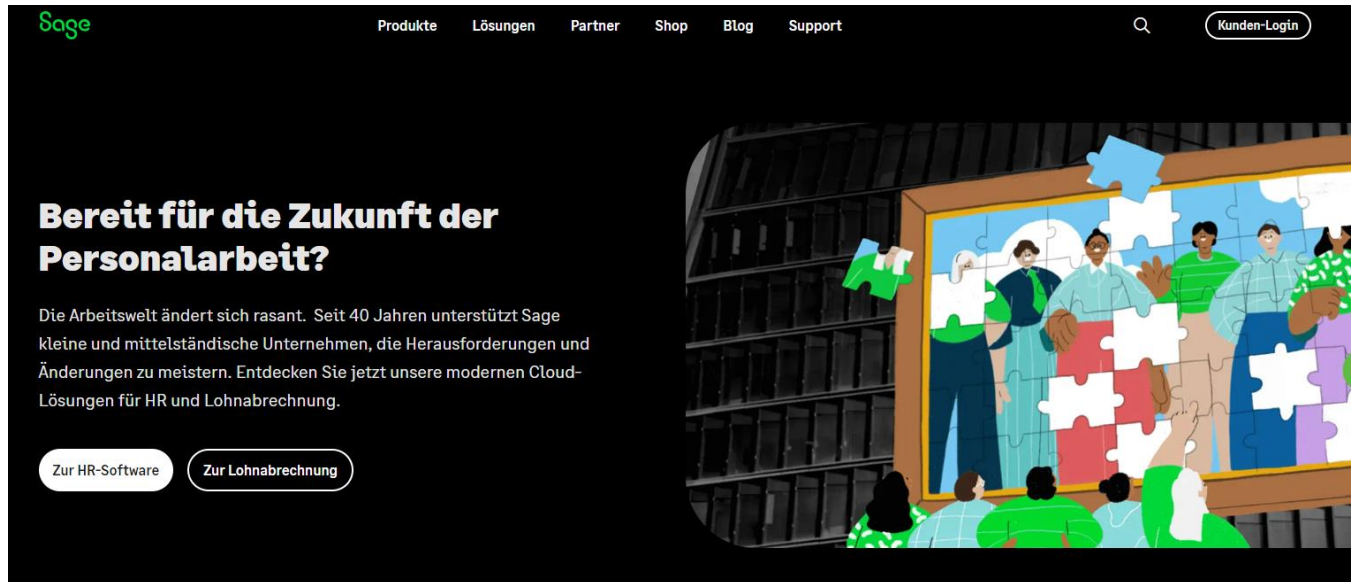 Sage
Produkte Lösungen Partner Shop Blog Support
Kunden-Login
Bereit für die Zukunft der
Personalarbeit?
Die Arbeitswelt ändert sich rasant. Seit 40 Jahren unterstützt Sage
kleine und mittelständische Unternehmen, die Herausforderungen und
Änderungen zu meistern. Entdecken Sie jetzt unsere modernen Cloud-
Lösungen für HR und Lohnabrechnung.
Zur HR-Software Zur Lohnabrechnung